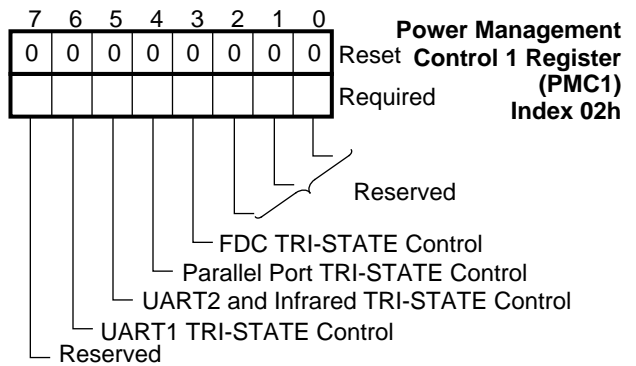 7 6 5 4 3 2 1 0
Power Management
Control 1 Register
(PMC1)
Index 02h
0 0 0 0 0 0 0 0 Reset
Required
Reserved
FDC TRI-STATE Control
Parallel Port TRI-STATE Control
UART2 and Infrared TRI-STATE Control
UART1 TRI-STATE Control
Reserved